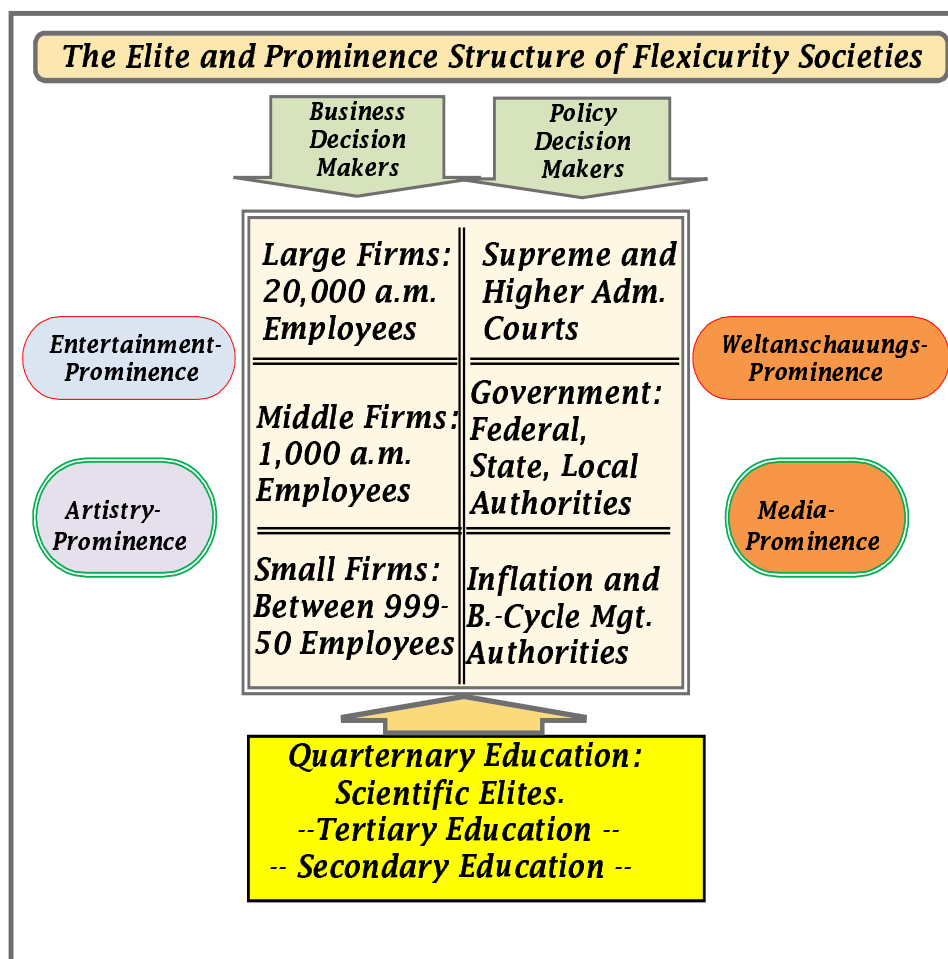 The Elite and Prominence Structure of Flexicurity Societies
Business
Decision
Makers
Policy
Decision
Makers
Large Firms:
20,000 a.m.
Employees
Supreme and
Higher Adm.
Courts
Entertainment-
Prominence
Weltanschauungs-
Prominence
Middle Firms:
1,000 a.m.
Employees
Government:
Federal,
State, Local
Authorities
Artistry-
Prominence
Media-
Prominence
Small Firms:
Between 999-
50 Employees
Inflation and
B.-Cycle Mgt.
Authorities
Quarternary Education:
Scientific Elites.
--Tertiary Education --
-- Secondary Education --